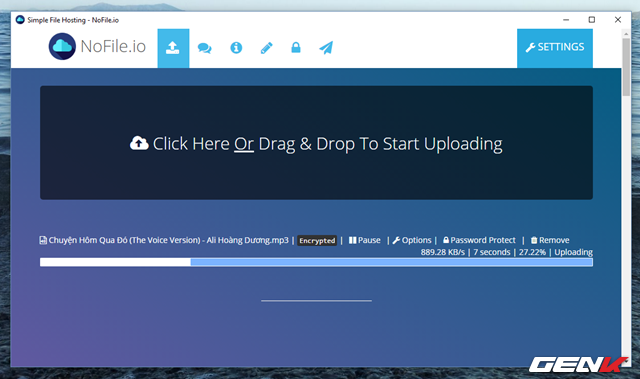 Simple File Hosting - NoFile.io
NoFile.io
SETTINGS
Click Here Or Drag & Drop To Start Uploading
Chuyện Hôm Qua Đó (The Voice Version) - Ali Hoàng Dương.mp3 | Encrypted | Pause | Options | Password Protect | Remove
889.28 KB/s | 7 seconds | 27.22% | Uploading
GENK